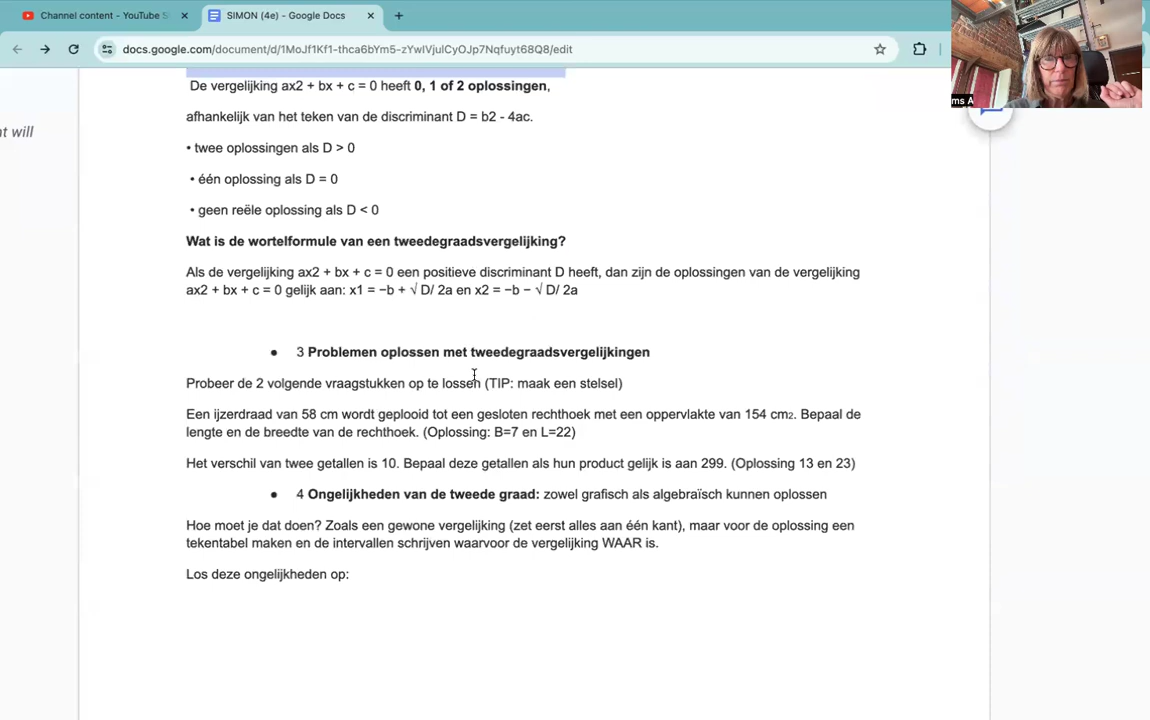 Channel content - YouTube S
SIMON (4e) - Google Docs
docs.google.com/document/d/1MoJf1Kf1-thca6bYm5-zYwIVjulCyOJp7Nqfuyt68Q8/edit
ms A
nt will
De vergelijking ax2 + bx + c = 0 heeft 0, 1 of 2 oplossingen,
afhankelijk van het teken van de discriminant D = b2 - 4ac.
• twee oplossingen als D > 0
• één oplossing als D = 0
• geen reële oplossing als D < 0
Wat is de wortelformule van een tweedegraadsvergelijking?
Als de vergelijking ax2 + bx + c = 0 een positieve discriminant D heeft, dan zijn de oplossingen van de vergelijking
ax2 + bx + c = 0 gelijk aan: x1 = −b + √ D/ 2a en x2 = −b − √ D/ 2a
● 3 Problemen oplossen met tweedegraadsvergelijkingen
Probeer de 2 volgende vraagstukken op te lossen (TIP: maak een stelsel)
Een ijzerdraad van 58 cm wordt geplooid tot een gesloten rechthoek met een oppervlakte van 154 cm2. Bepaal de
lengte en de breedte van de rechthoek. (Oplossing: B=7 en L=22)
Het verschil van twee getallen is 10. Bepaal deze getallen als hun product gelijk is aan 299. (Oplossing 13 en 23)
● 4 Ongelijkheden van de tweede graad: zowel grafisch als algebraïsch kunnen oplossen
Hoe moet je dat doen? Zoals een gewone vergelijking (zet eerst alles aan één kant), maar voor de oplossing een
tekentabel maken en de intervallen schrijven waarvoor de vergelijking WAAR is.
Los deze ongelijkheden op: